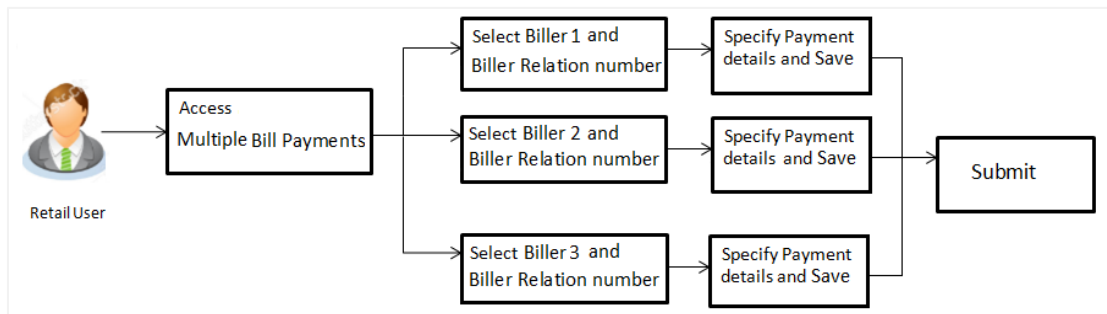 Retail User
Access
Multiple Bill Payments
Select Biller 1 and
Biller Relation number
Specify Payment
details and Save
Select Biller 2 and
Biller Relation number
Specify Payment
details and Save
Select Biller 3 and
Biller Relation number
Specify Payment
details and Save
Submit